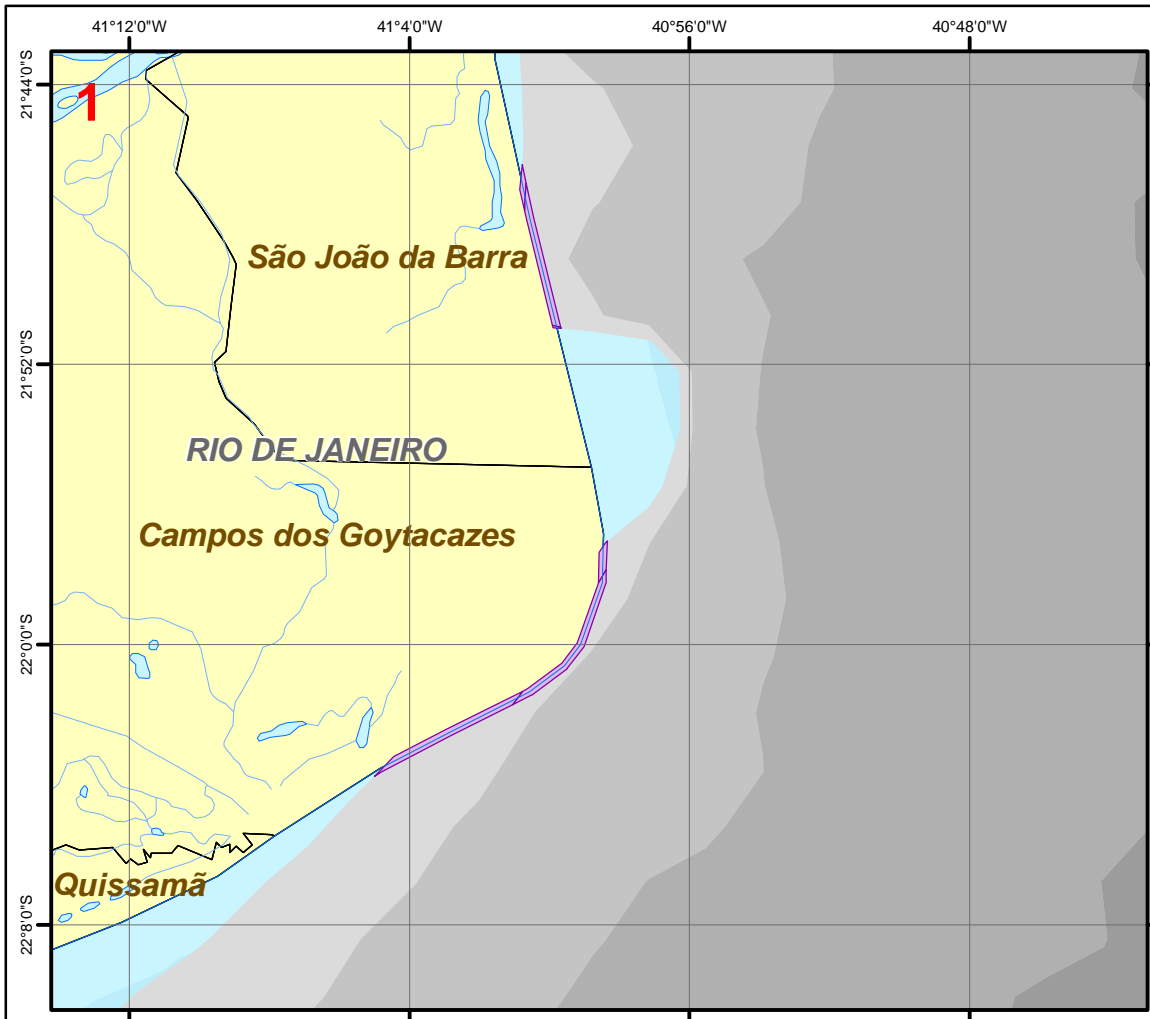 41°12'0"W 41°4'0"W 40°56'0"W 40°48'0"W
21°44'0"S
1
São João da Barra
21°52'0"S
RIO DE JANEIRO
Campos dos Goytacazes
22°0'0"S
Quissamã
22°8'0"S